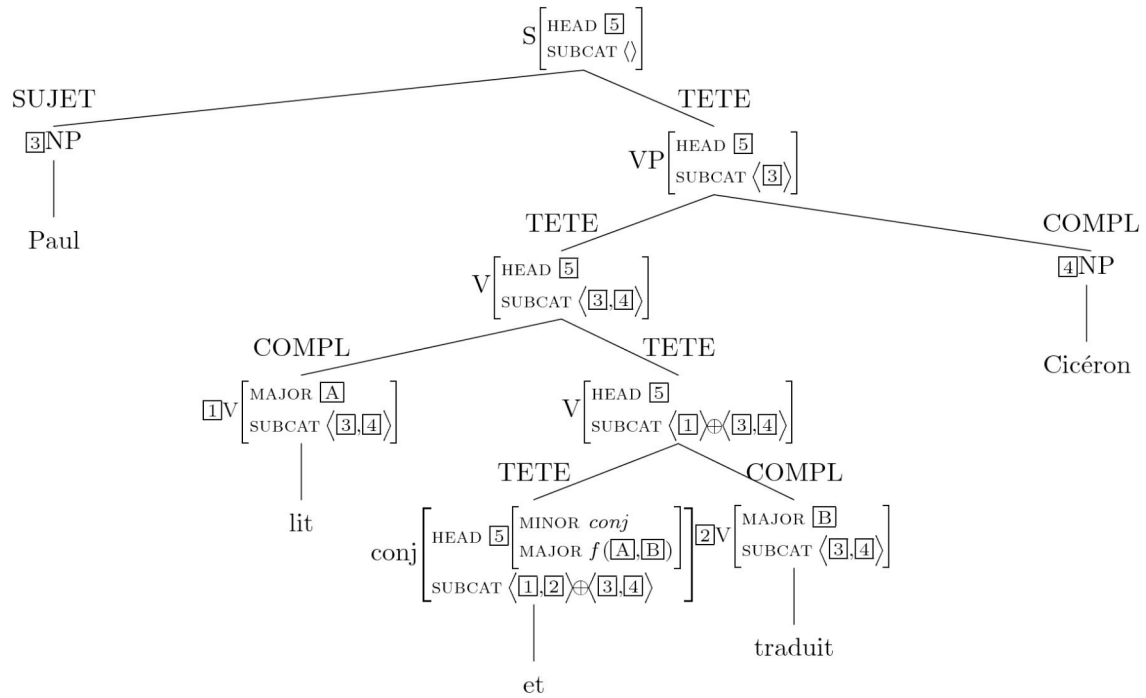 S[HEAD [5]
SUBCAT ⟨⟩]
SUJET TETE
[3]NP
VP[HEAD [5]
SUBCAT ⟨[3]⟩]
Paul
TETE COMPL
V[HEAD [5]
SUBCAT ⟨[3],[4]⟩]
[4]NP
Cicéron
COMPL TETE
[1]V[MAJOR [A]
SUBCAT ⟨[3],[4]⟩]
V[HEAD [5]
SUBCAT ⟨[1]⟩⊕⟨[3],[4]⟩]
lit
TETE COMPL
conj[HEAD [5][MINOR conj
MAJOR f([A],[B])]
SUBCAT ⟨[1],[2]⟩⊕⟨[3],[4]⟩]
[2]V[MAJOR [B]
SUBCAT ⟨[3],[4]⟩]
traduit
et